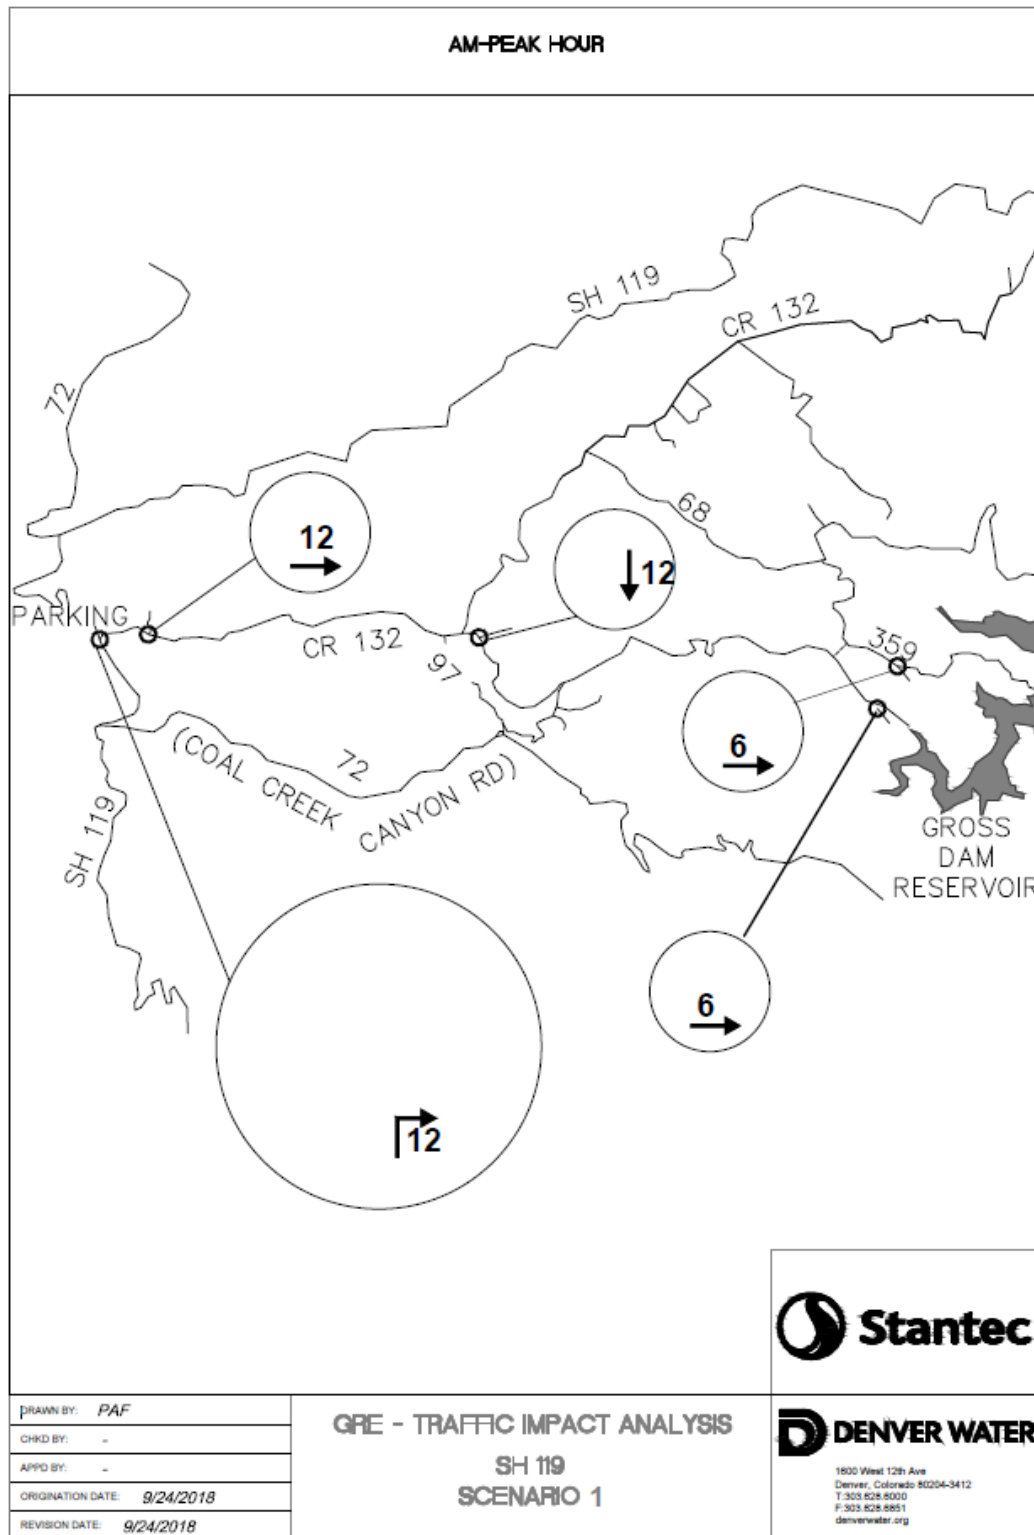 AM-PEAK HOUR
SH 119
CR 132
72
68
12
12
PARKING
CR 132
97
359
6
72
(COAL CREEK
CANYON RD)
SH 119
GROSS
DAM
RESERVOIR
6
12
Stantec
DRAWN BY: PAF
CHKD BY: -
APPD BY: -
ORIGINATION DATE: 9/24/2018
REVISION DATE: 9/24/2018
GRE - TRAFFIC IMPACT ANALYSIS
SH 119
SCENARIO 1
DENVER WATER
1600 West 12th Ave
Denver, Colorado 80204-3412
T:303.628.6000
F:303.628.6851
denverwater.org